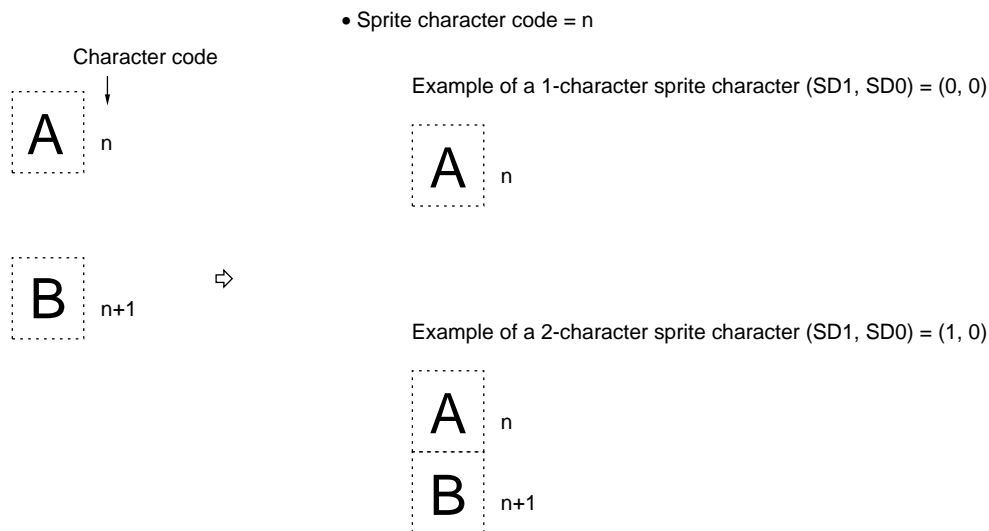 • Sprite character code = n
Character code
A n
B n+1
⇨
Example of a 1-character sprite character (SD1, SD0) = (0, 0)
A n
Example of a 2-character sprite character (SD1, SD0) = (1, 0)
A n
B n+1